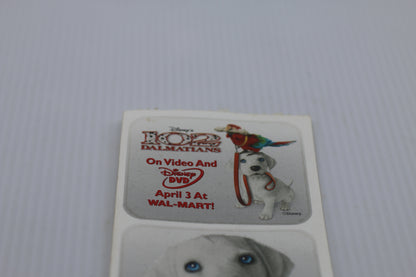 Disney's
102
DALMATIANS
On Video And
Disney
DVD
April 3 At
WAL-MART!
©Disney